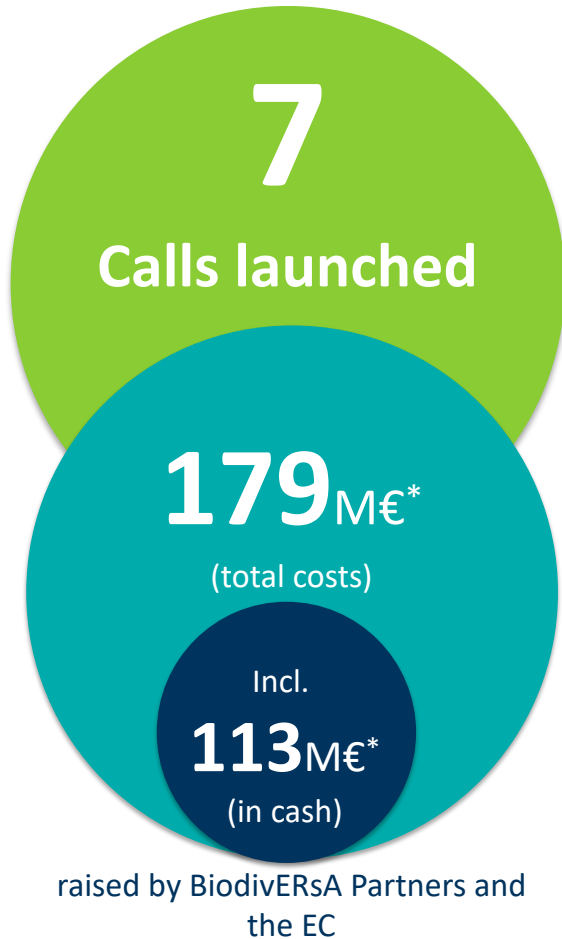 7
Calls launched
179M€*
(total costs)
Incl.
113M€*
(in cash)
raised by BiodivERsA Partners and
the EC